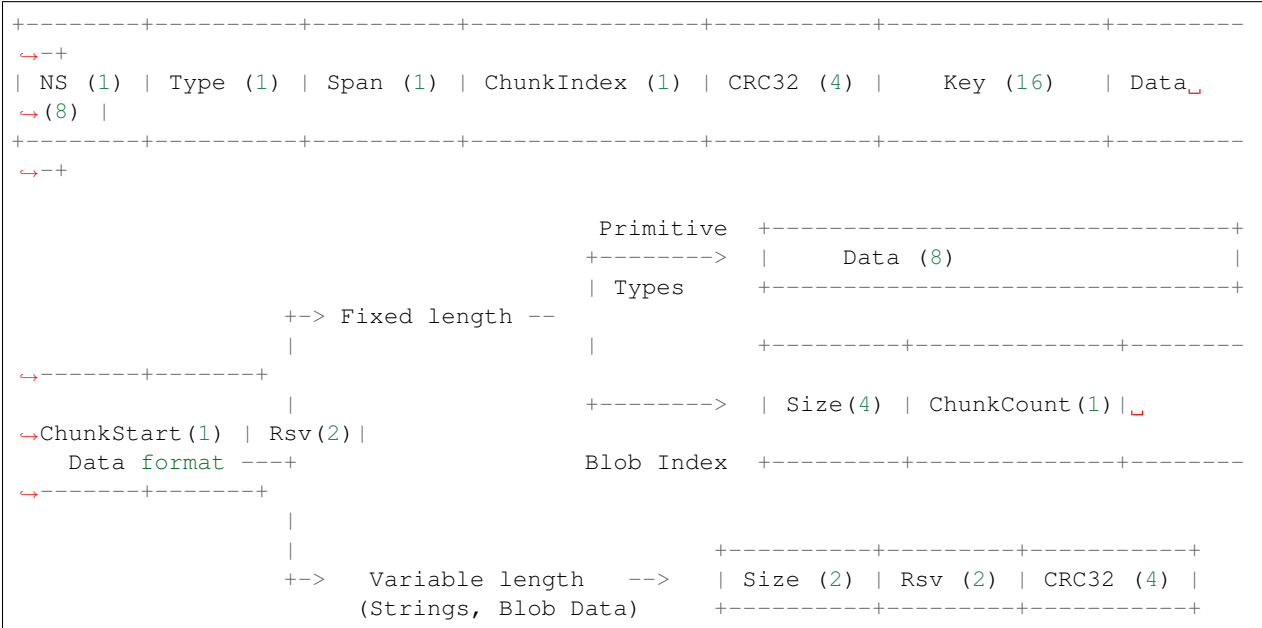 +--------+----------+----------+----------------+-----------+---------------+---------
↪-+
| NS (1) | Type (1) | Span (1) | ChunkIndex (1) | CRC32 (4) |    Key (16)    | Data␣
↪(8) |
+--------+----------+----------+----------------+-----------+---------------+---------
↪-+
                                         Primitive  +--------------------------------+
                                        +-------->  |     Data (8)                   |
                                        | Types     +--------------------------------+
                   +-> Fixed length --
                   |                    |           +---------+--------------+--------
↪-------+-------+
                   |                    +-------->  | Size(4) | ChunkCount(1)|␣
↪ChunkStart(1) | Rsv(2)|
    Data format ---+                    Blob Index  +---------+--------------+--------
↪-------+-------+
                   |
                   |                             +----------+---------+-----------+
                   +->   Variable length   -->   | Size (2) | Rsv (2) | CRC32 (4) |
                        (Strings, Blob Data)     +----------+---------+-----------+